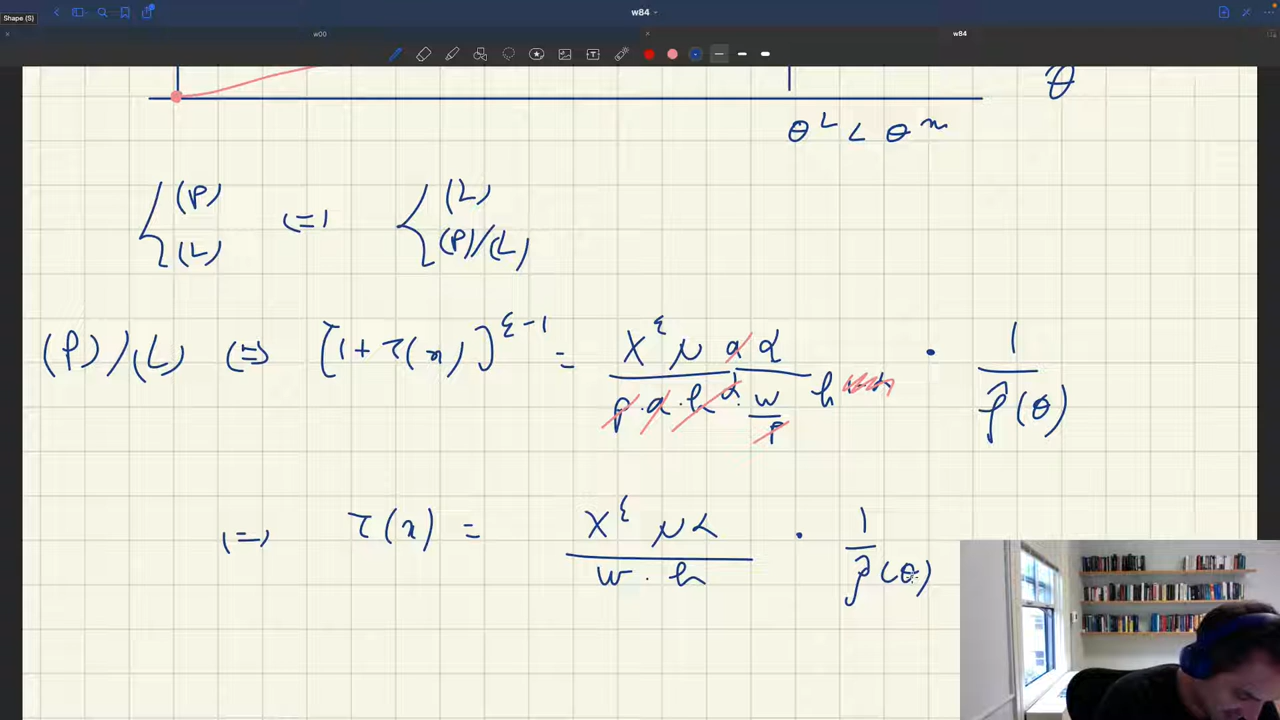 Shape (S)
w84
w00
w84
θ
θ^L < θ^x
{ (P) (L) ⟺ { (L) (P)/(L)
(P)/(L) ⟺ [1 + τ(x)]^{ε-1} = χ^ε μ a α / p · a · h^α · w/p h · 1 / p̂(θ)
⟺ τ(x) = χ^ε μ α / w · h · 1 / p̂(θ)